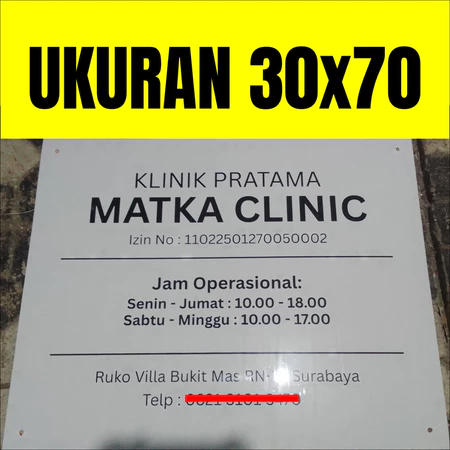 UKURAN 30x70
KLINIK PRATAMA
MATKA CLINIC
Izin No : 11022501270050002
Jam Operasional:
Senin - Jumat : 10.00 - 18.00
Sabtu - Minggu : 10.00 - 17.00
Ruko Villa Bukit Mas Surabaya
Telp :